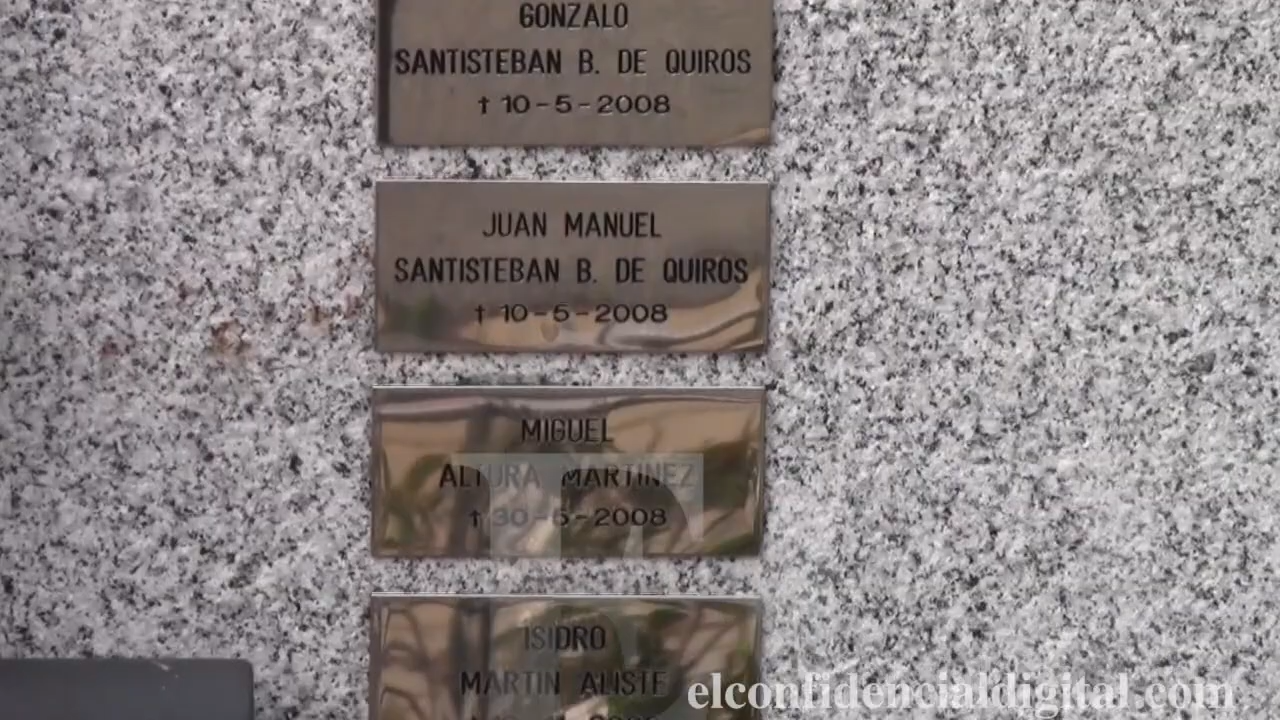 GONZALO
SANTISTEBAN B. DE QUIROS
† 10-5-2008
JUAN MANUEL
SANTISTEBAN B. DE QUIROS
† 10-5-2008
MIGUEL
ALTURA MARTINEZ
† 30-6-2008
ISIDRO
MARTIN ALISTE
elconfidencialdigital.com